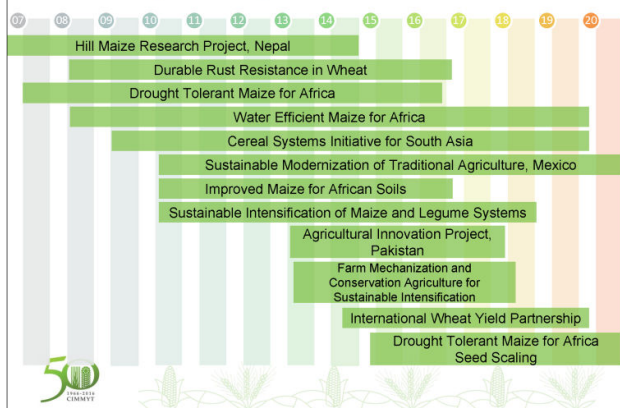 07 08 09 10 11 12 13 14 15 16 17 18 19 20
Hill Maize Research Project, Nepal
Durable Rust Resistance in Wheat
Drought Tolerant Maize for Africa
Water Efficient Maize for Africa
Cereal Systems Initiative for South Asia
Sustainable Modernization of Traditional Agriculture, Mexico
Improved Maize for African Soils
Sustainable Intensification of Maize and Legume Systems
Agricultural Innovation Project,
Pakistan
Farm Mechanization and
Conservation Agriculture for
Sustainable Intensification
International Wheat Yield Partnership
Drought Tolerant Maize for Africa
Seed Scaling
50
1966-2016
CIMMYT